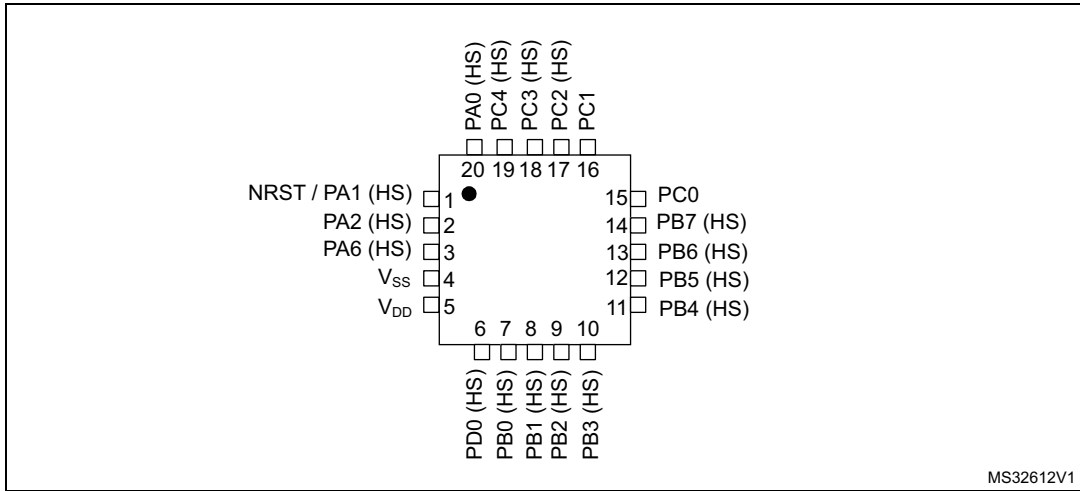 PA0 (HS)
PC4 (HS)
PC3 (HS)
PC2 (HS)
PC1
20 19 18 17 16
NRST / PA1 (HS) 1
PA2 (HS) 2
PA6 (HS) 3
VSS 4
VDD 5
15 PC0
14 PB7 (HS)
13 PB6 (HS)
12 PB5 (HS)
11 PB4 (HS)
6 7 8 9 10
PD0 (HS)
PB0 (HS)
PB1 (HS)
PB2 (HS)
PB3 (HS)
MS32612V1